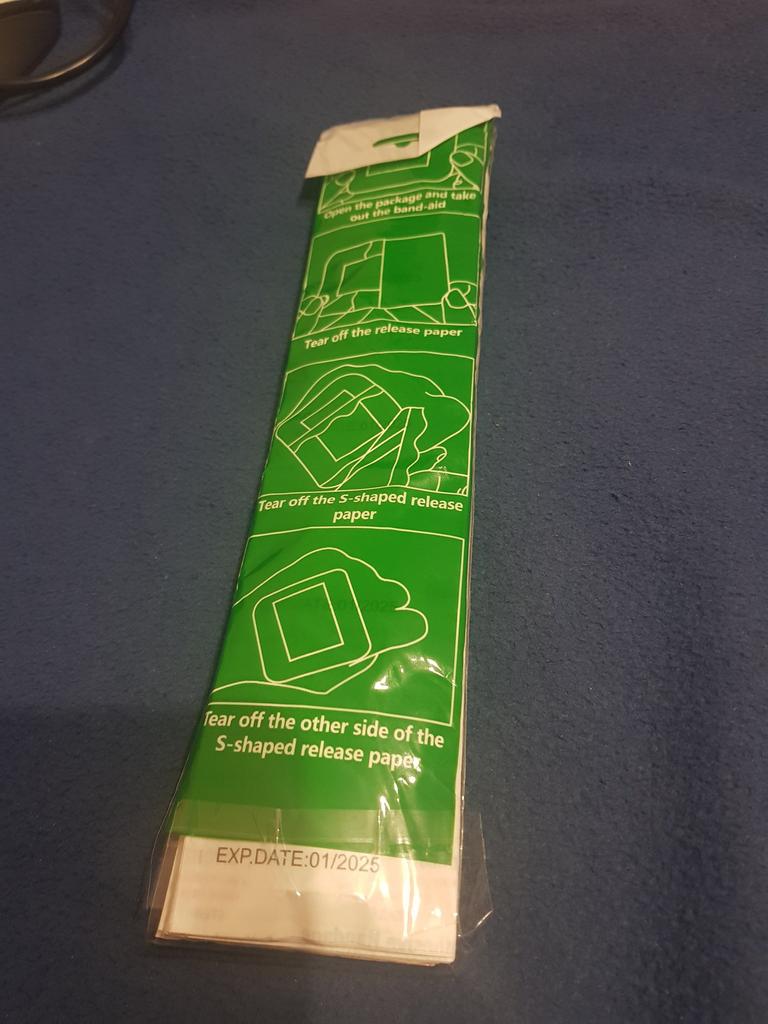 Open the package and take
out the band-aid
Tear off the release paper
Tear off the S-shaped release
paper
Tear off the other side of the
S-shaped release paper
EXP.DATE:01/2025